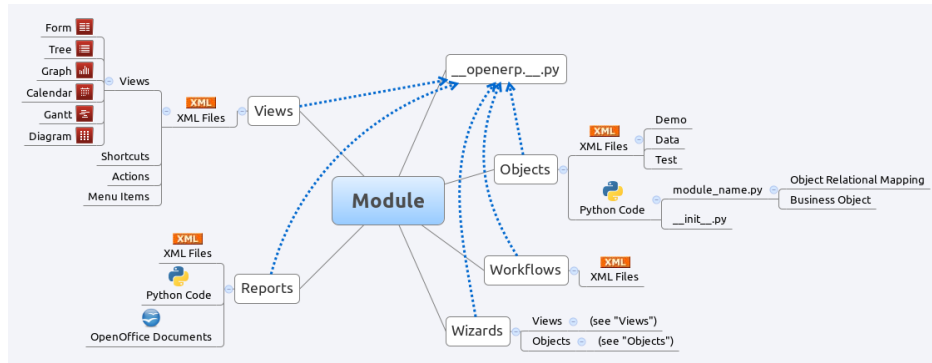 Form
Tree
Graph
Calendar
Gantt
Diagram
Views
XML
XML Files
Views
Shortcuts
Actions
Menu Items
__openerp.__.py
Module
Objects
XML
XML Files
Demo
Data
Test
Python Code
module_name.py
Object Relational Mapping
Business Object
__init__.py
XML
XML Files
Python Code
OpenOffice Documents
Reports
Workflows
XML
XML Files
Wizards
Views (see "Views")
Objects (see "Objects")